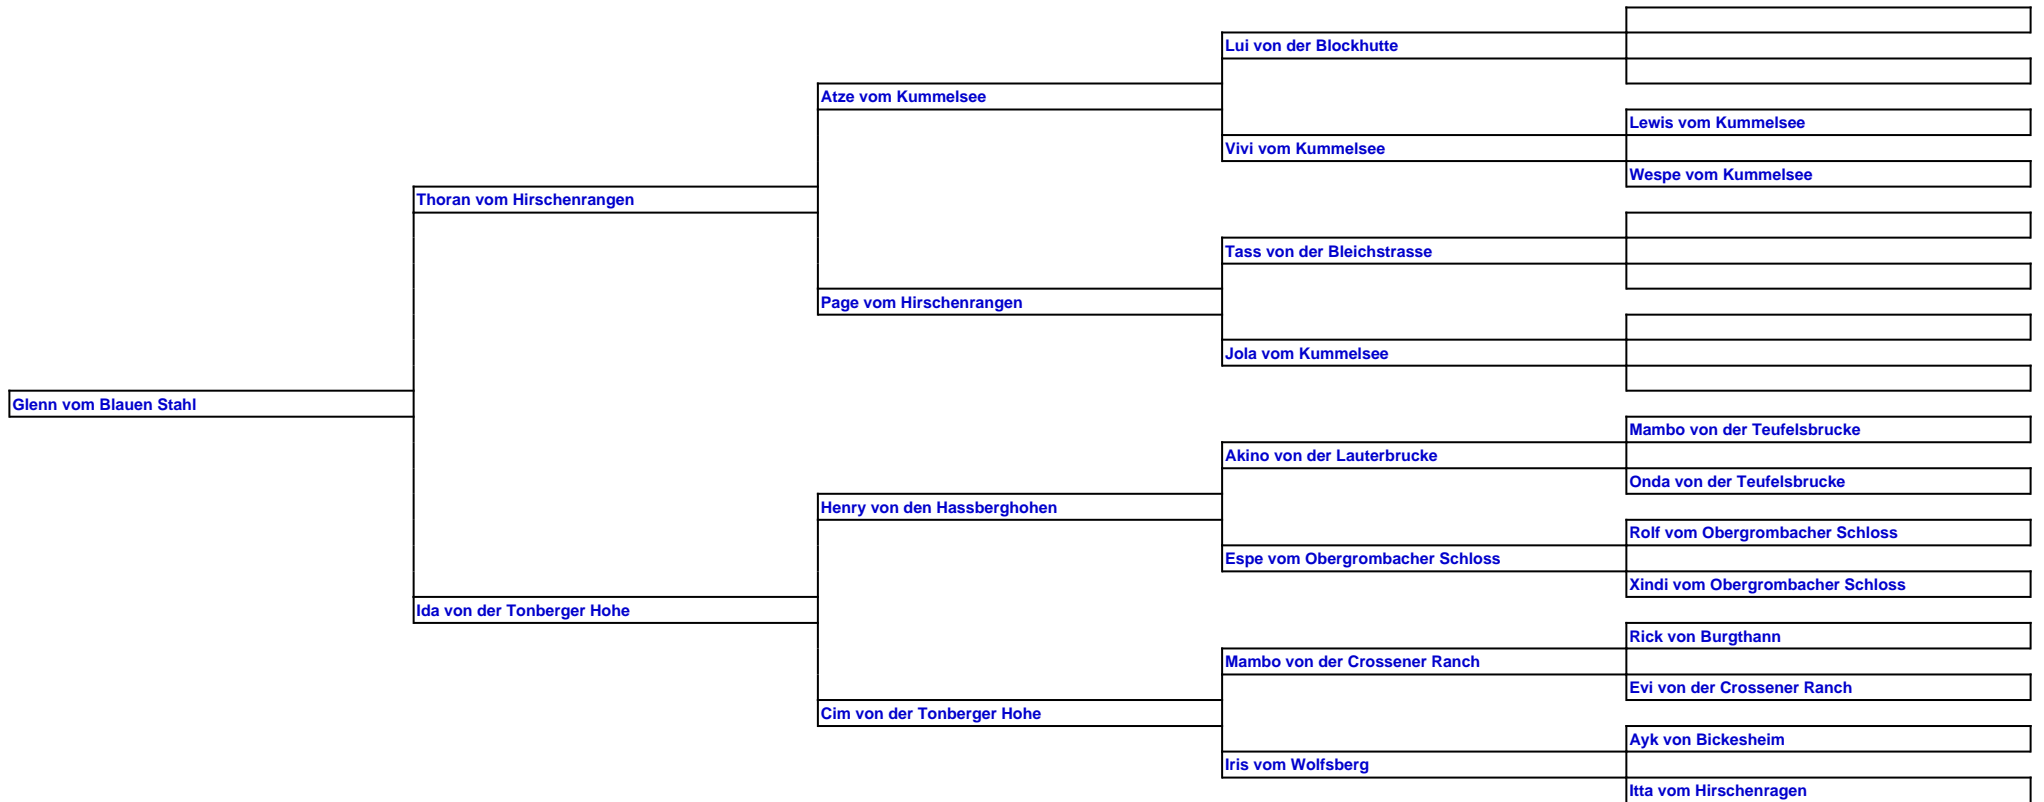 Lui von der Blockhutte
Atze vom Kummelsee
Lewis vom Kummelsee
Vivi vom Kummelsee
Wespe vom Kummelsee
Thoran vom Hirschenrangen
Tass von der Bleichstrasse
Page vom Hirschenrangen
Jola vom Kummelsee
Glenn vom Blauen Stahl
Mambo von der Teufelsbrucke
Akino von der Lauterbrucke
Onda von der Teufelsbrucke
Henry von den Hassberghohen
Rolf vom Obergrombacher Schloss
Espe vom Obergrombacher Schloss
Xindi vom Obergrombacher Schloss
Ida von der Tonberger Hohe
Rick von Burgthann
Mambo von der Crossener Ranch
Evi von der Crossener Ranch
Cim von der Tonberger Hohe
Ayk von Bickesheim
Iris vom Wolfsberg
Itta vom Hirschenragen